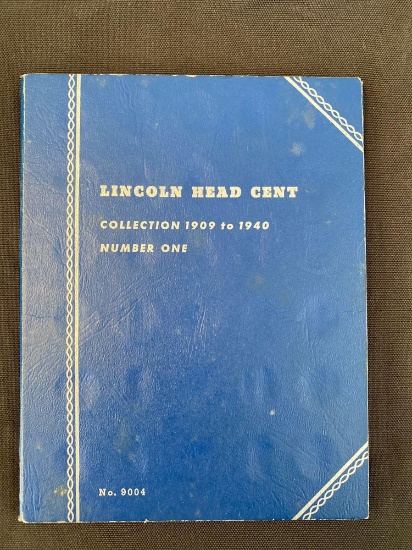 LINCOLN HEAD CENT
COLLECTION 1909 to 1940
NUMBER ONE
No. 9004